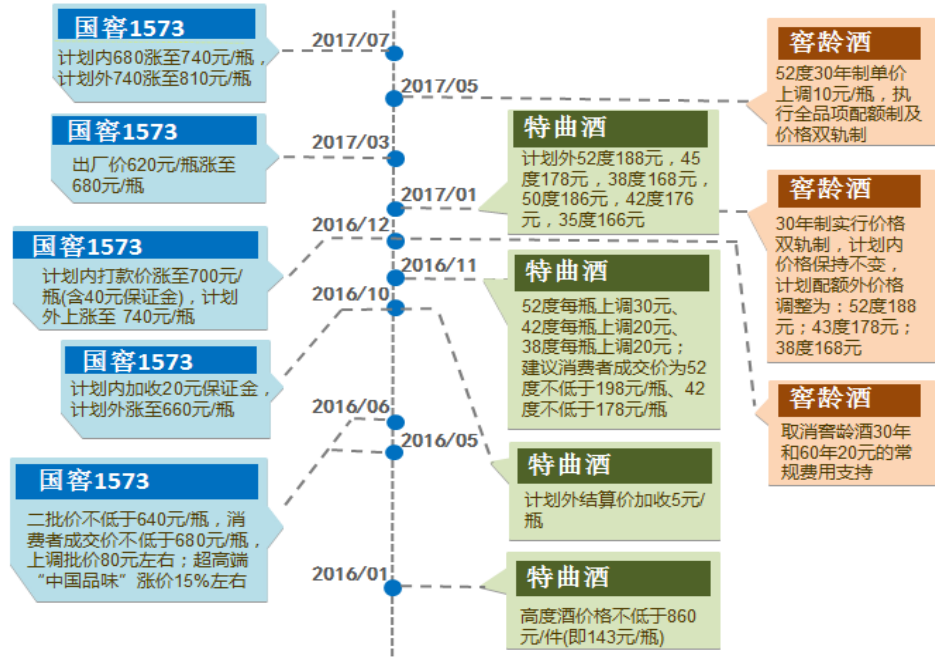 国窖1573
计划内680涨至740元/瓶，
计划外740涨至810元/瓶
国窖1573
出厂价620元/瓶涨至
680元/瓶
国窖1573
计划内打款价涨至700元/
瓶(含40元保证金)，计划
外上涨至 740元/瓶
国窖1573
计划内加收20元保证金，
计划外涨至660元/瓶
国窖1573
二批价不低于640元/瓶，消
费者成交价不低于680元/瓶，
上调批价80元左右；超高端
“中国品味”涨价15%左右
2017/07
2017/05
2017/03
2017/01
2016/12
2016/11
2016/10
2016/06
2016/05
2016/01
特曲酒
计划外52度188元，45
度178元，38度168元，
50度186元，42度176
元，35度166元
特曲酒
52度每瓶上调30元、
42度每瓶上调20元、
38度每瓶上调20元；
建议消费者成交价为52
度不低于198元/瓶、42
度不低于178元/瓶
特曲酒
计划外结算价加收5元/
瓶
特曲酒
高度酒价格不低于860
元/件(即143元/瓶)
窖龄酒
52度30年制单价
上调10元/瓶，执
行全品项配额制及
价格双轨制
窖龄酒
30年制实行价格
双轨制，计划内
价格保持不变，
计划配额外价格
调整为：52度188
元；43度178元；
38度168元
窖龄酒
取消窖龄酒30年
和60年20元的常
规费用支持